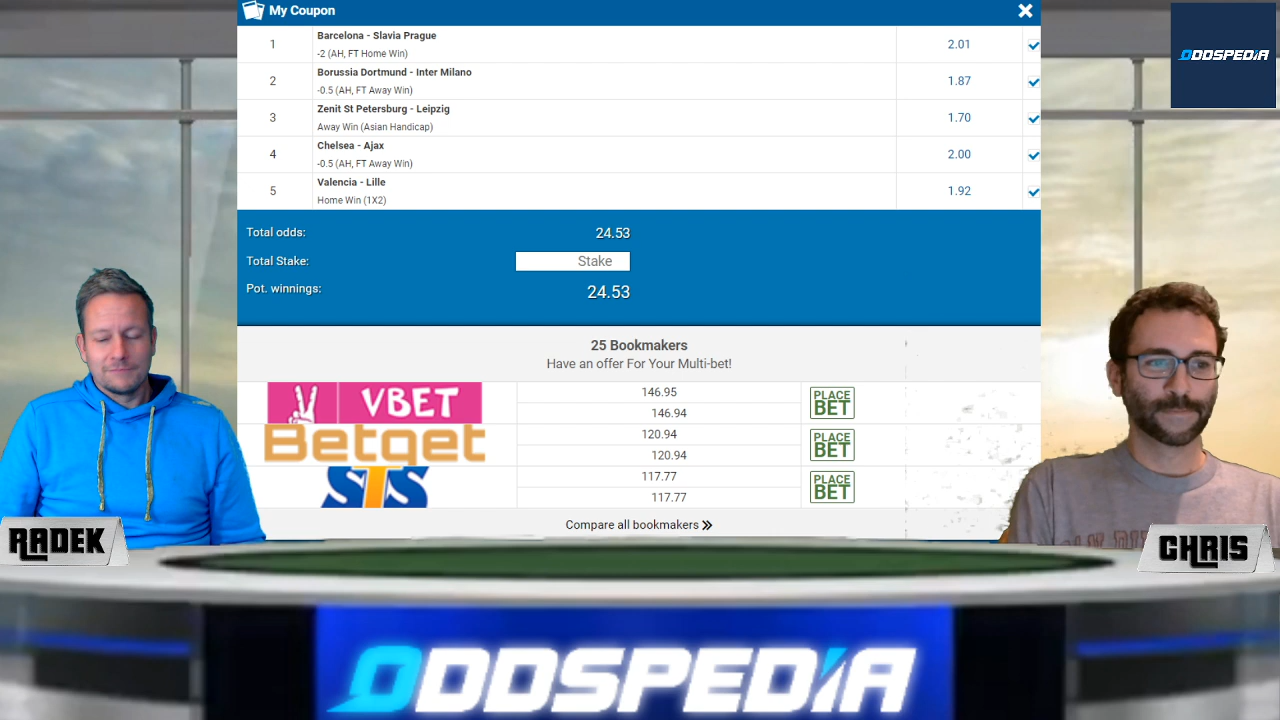 My Coupon
ODDSPEDIA
1
Barcelona - Slavia Prague
-2 (AH, FT Home Win)
2.01
2
Borussia Dortmund - Inter Milano
-0.5 (AH, FT Away Win)
1.87
3
Zenit St Petersburg - Leipzig
Away Win (Asian Handicap)
1.70
4
Chelsea - Ajax
-0.5 (AH, FT Away Win)
2.00
5
Valencia - Lille
Home Win (1X2)
1.92
Total odds: 24.53
Total Stake: Stake
Pot. winnings: 24.53
25 Bookmakers
Have an offer For Your Multi-bet!
VBET
146.95
146.94
PLACE
BET
Betget
120.94
120.94
PLACE
BET
STS
117.77
117.77
PLACE
BET
Compare all bookmakers
RADEK
CHRIS
ODDSPEDIA